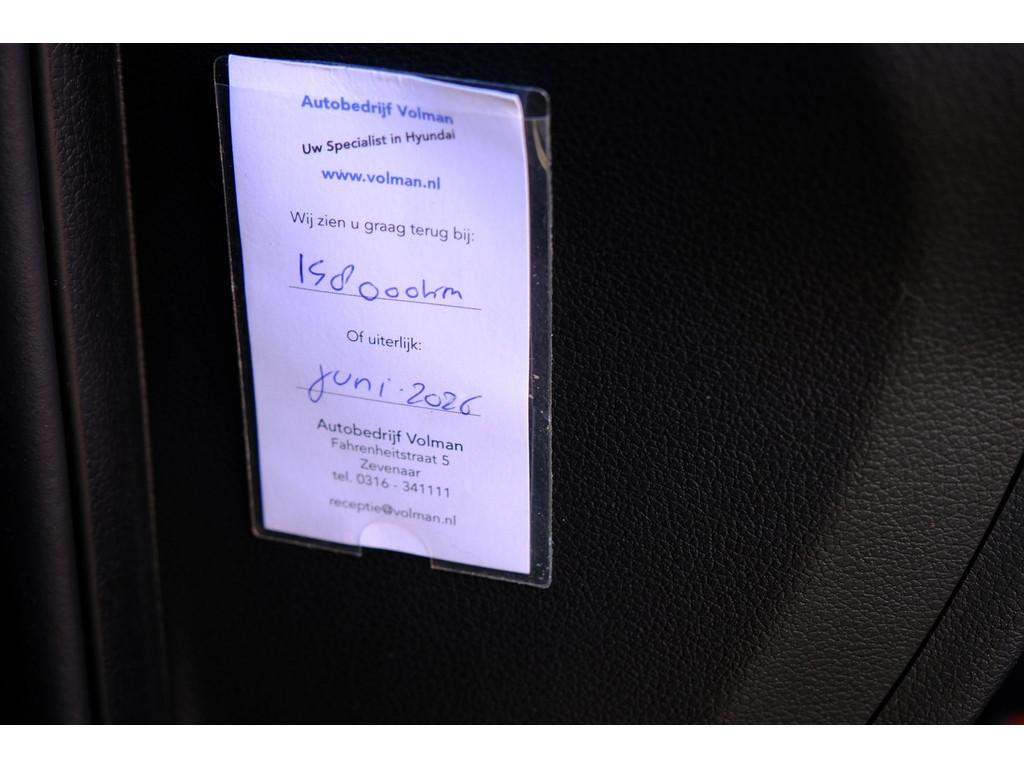 Autobedrijf Volman
Uw Specialist in Hyundai
www.volman.nl
Wij zien u graag terug bij:
158000km
Of uiterlijk:
juni - 2026
Autobedrijf Volman
Fahrenheitstraat 5
Zevenaar
tel. 0316 - 341111
receptie@volman.nl